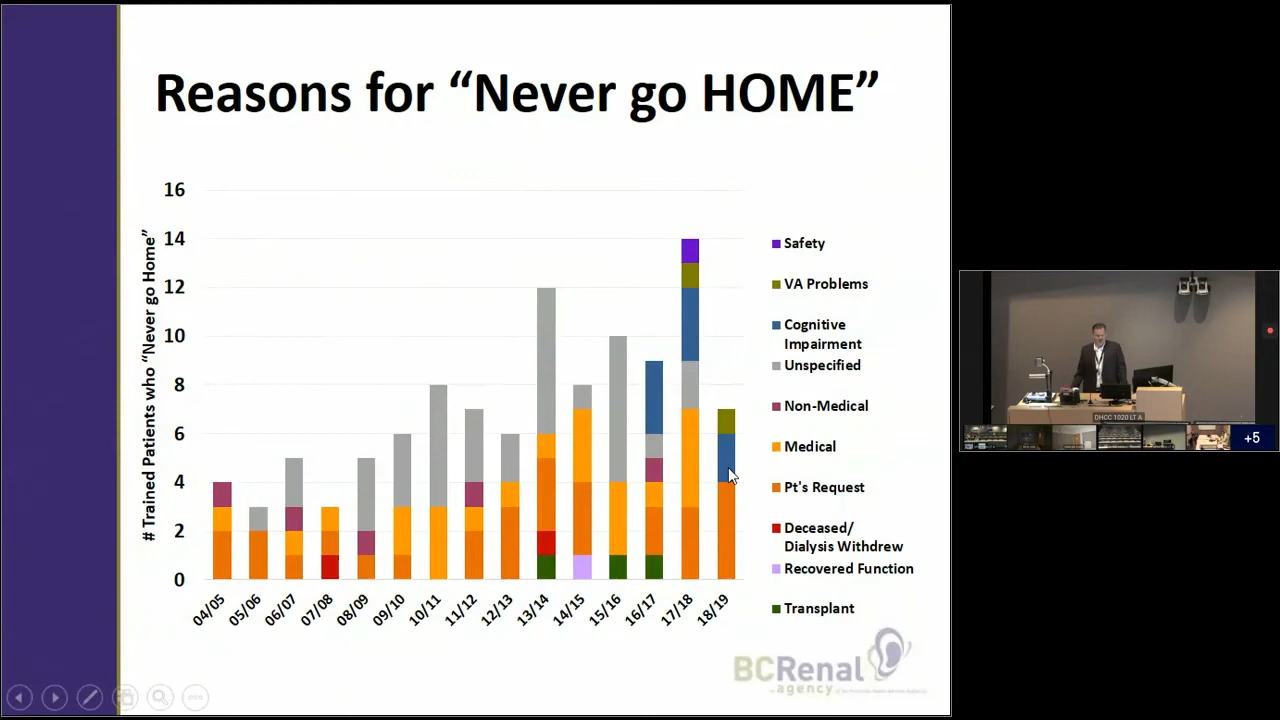 Reasons for “Never go HOME”
# Trained Patients who “Never go Home”
16
14
12
10
8
6
4
2
0
04/05
05/06
06/07
07/08
08/09
09/10
10/11
11/12
12/13
13/14
14/15
15/16
16/17
17/18
18/19
Safety
VA Problems
Cognitive
Impairment
Unspecified
Non-Medical
Medical
Pt's Request
Deceased/
Dialysis Withdrew
Recovered Function
Transplant
BCRenal
agency
DHCC 1020 LT A
+5